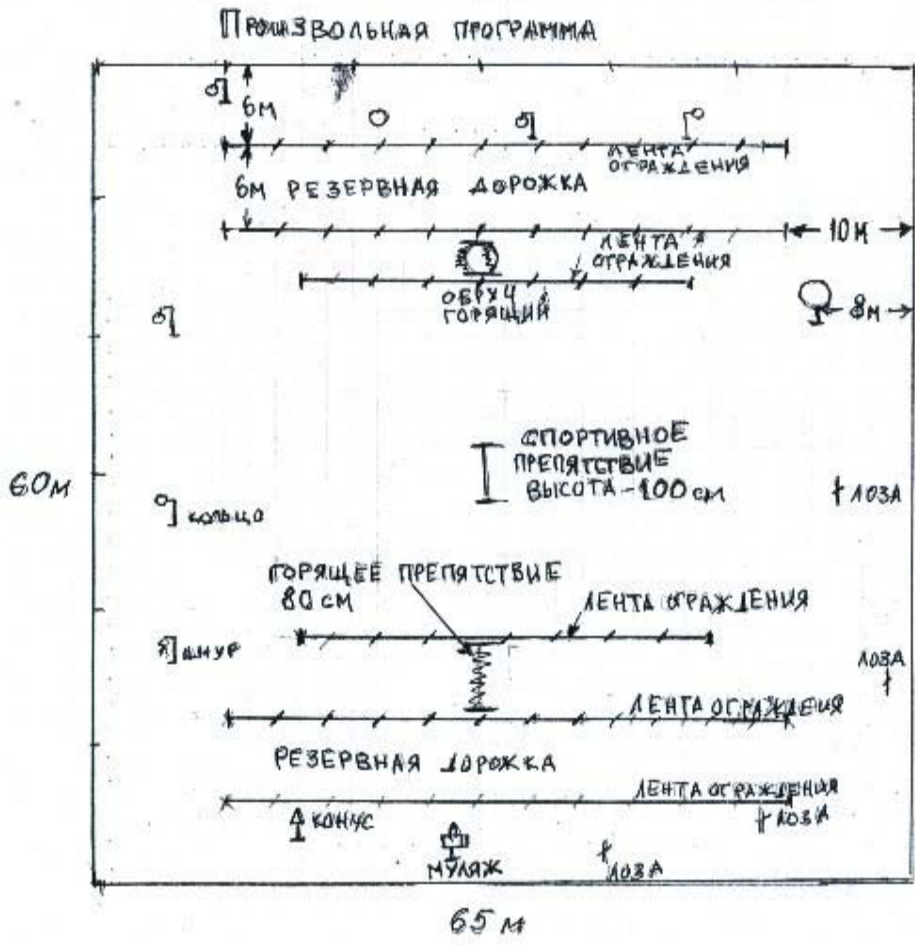 ПРОИЗВОЛЬНАЯ ПРОГРАММА
6М
ЛЕНТА
ОГРАЖДЕНИЯ
6М РЕЗЕРВНАЯ ДОРОЖКА
10М
ЛЕНТА
ОГРАЖДЕНИЯ
ОБРУЧ
ГОРЯЩИЙ
8М
СПОРТИВНОЕ
ПРЕПЯТСТВИЕ
ВЫСОТА - 100 см
60М
КОЛЬЦО
ЛОЗА
ГОРЯЩЕЕ ПРЕПЯТСТВИЕ
80 СМ
ЛЕНТА ОГРАЖДЕНИЯ
ШНУР
ЛОЗА
ЛЕНТА ОГРАЖДЕНИЯ
РЕЗЕРВНАЯ ДОРОЖКА
ЛЕНТА ОГРАЖДЕНИЯ
КОНУС
ЛОЗА
МУЛЯЖ
ЛОЗА
65 М